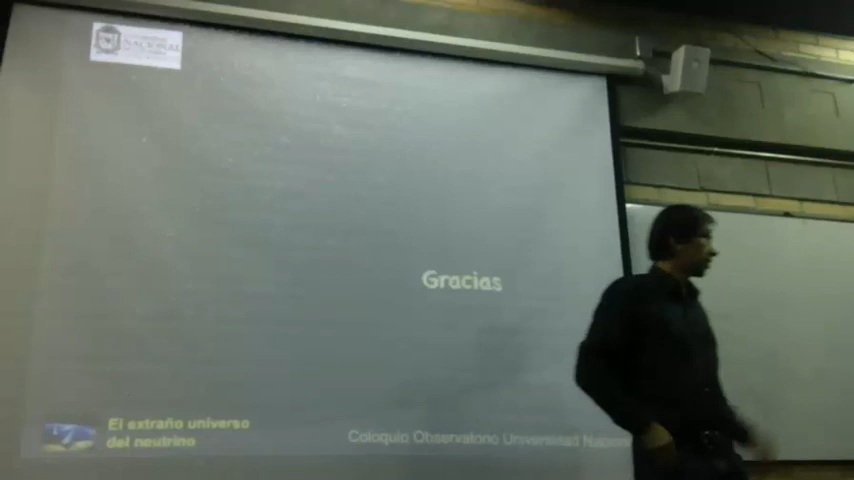 NACIONAL
Gracias
El extraño universo
del neutrino
Coloquio Observatorio Universidad